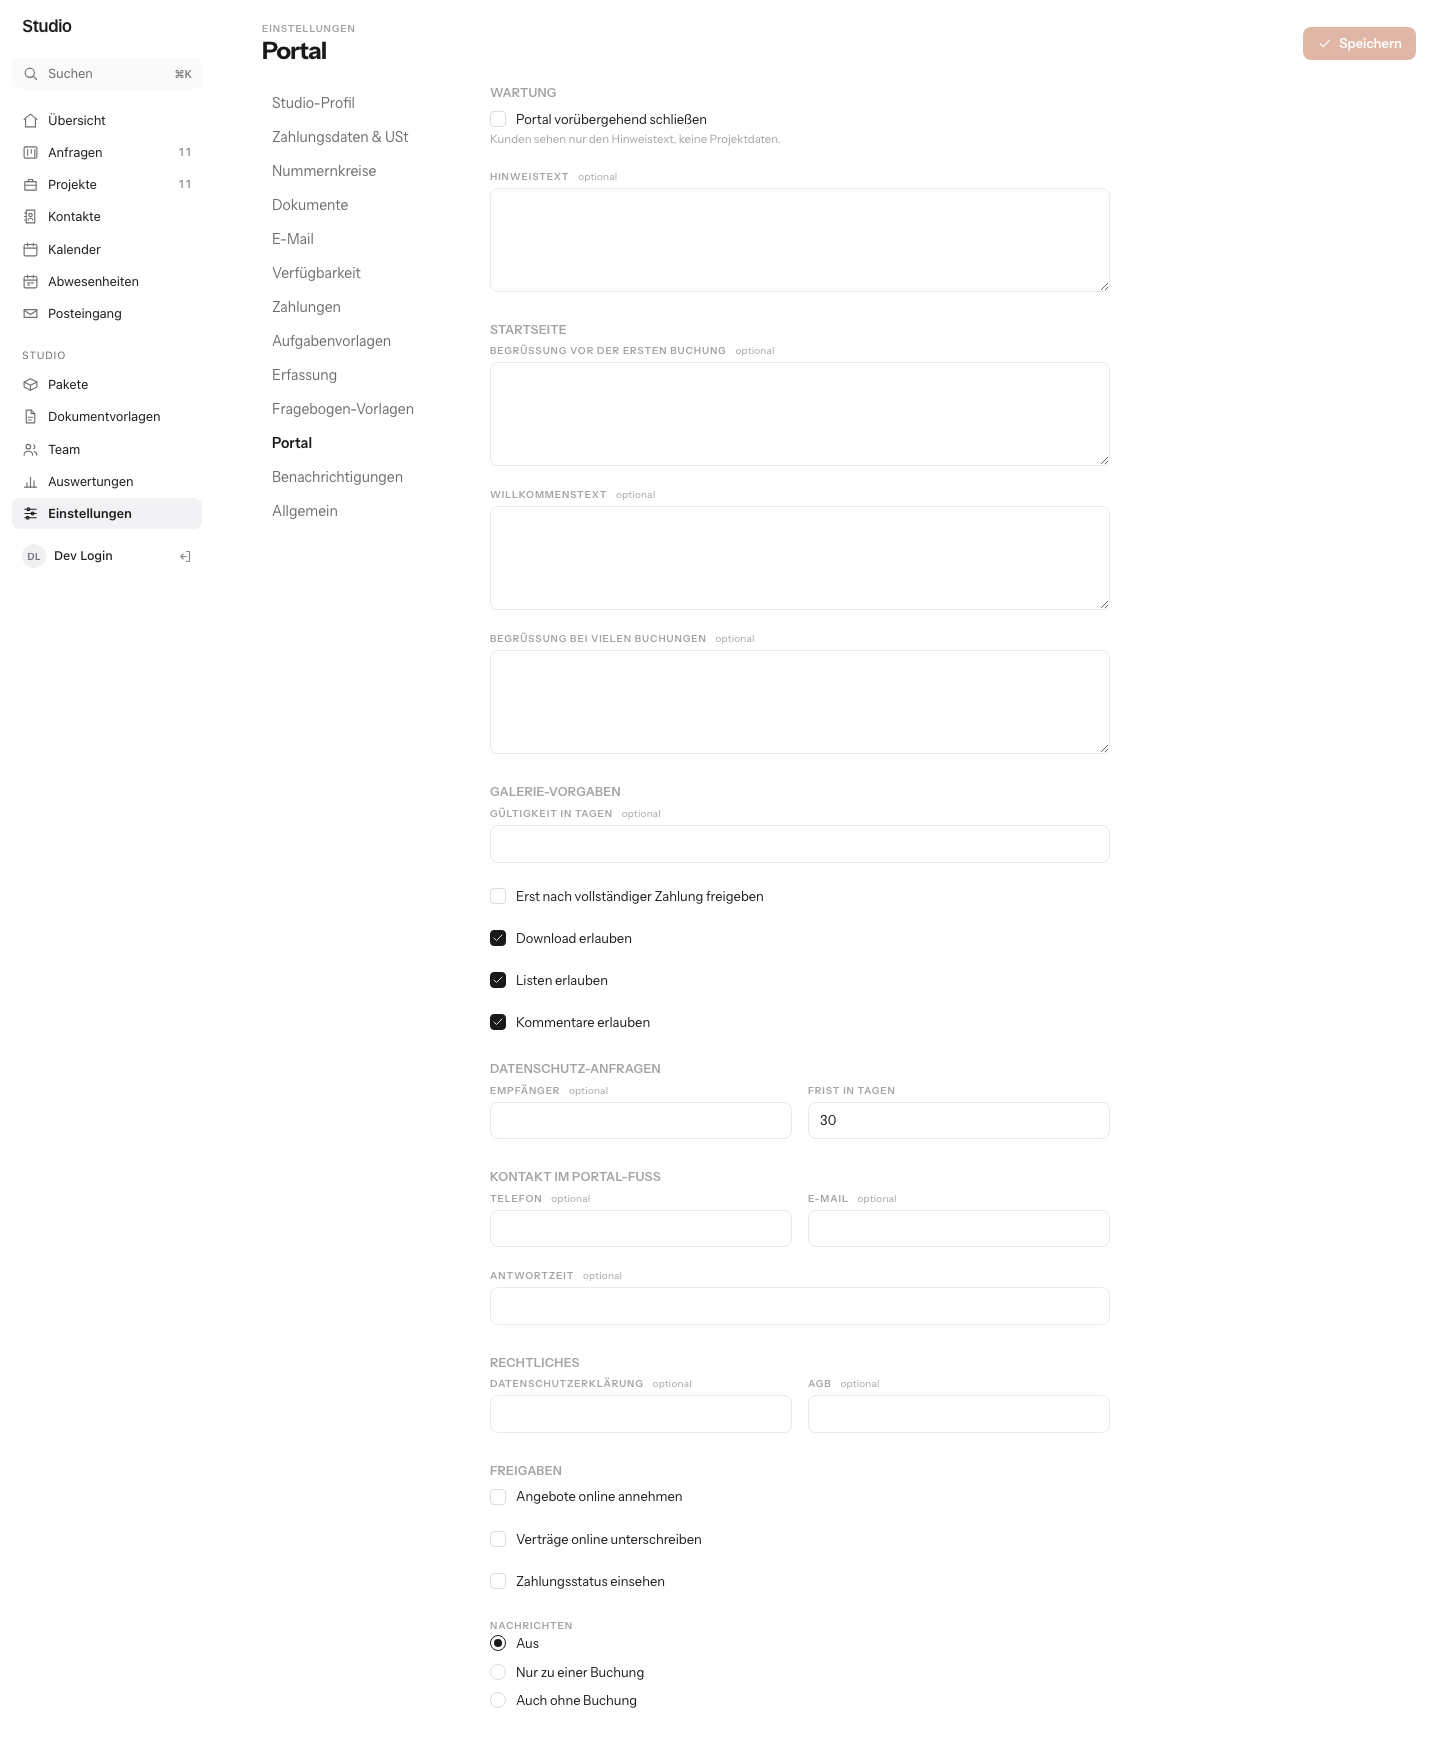 Studio
Suchen ⌘K
Übersicht
Anfragen 11
Projekte 11
Kontakte
Kalender
Abwesenheiten
Posteingang
STUDIO
Pakete
Dokumentvorlagen
Team
Auswertungen
Einstellungen
DL Dev Login
EINSTELLUNGEN
Portal
Speichern
Studio-Profil
Zahlungsdaten & USt
Nummernkreise
Dokumente
E-Mail
Verfügbarkeit
Zahlungen
Aufgabenvorlagen
Erfassung
Fragebogen-Vorlagen
Portal
Benachrichtigungen
Allgemein
WARTUNG
Portal vorübergehend schließen
Kunden sehen nur den Hinweistext, keine Projektdaten.
HINWEISTEXT optional
STARTSEITE
BEGRÜSSUNG VOR DER ERSTEN BUCHUNG optional
WILLKOMMENSTEXT optional
BEGRÜSSUNG BEI VIELEN BUCHUNGEN optional
GALERIE-VORGABEN
GÜLTIGKEIT IN TAGEN optional
Erst nach vollständiger Zahlung freigeben
Download erlauben
Listen erlauben
Kommentare erlauben
DATENSCHUTZ-ANFRAGEN
EMPFÄNGER optional FRIST IN TAGEN
30
KONTAKT IM PORTAL-FUSS
TELEFON optional E-MAIL optional
ANTWORTZEIT optional
RECHTLICHES
DATENSCHUTZERKLÄRUNG optional AGB optional
FREIGABEN
Angebote online annehmen
Verträge online unterschreiben
Zahlungsstatus einsehen
NACHRICHTEN
Aus
Nur zu einer Buchung
Auch ohne Buchung